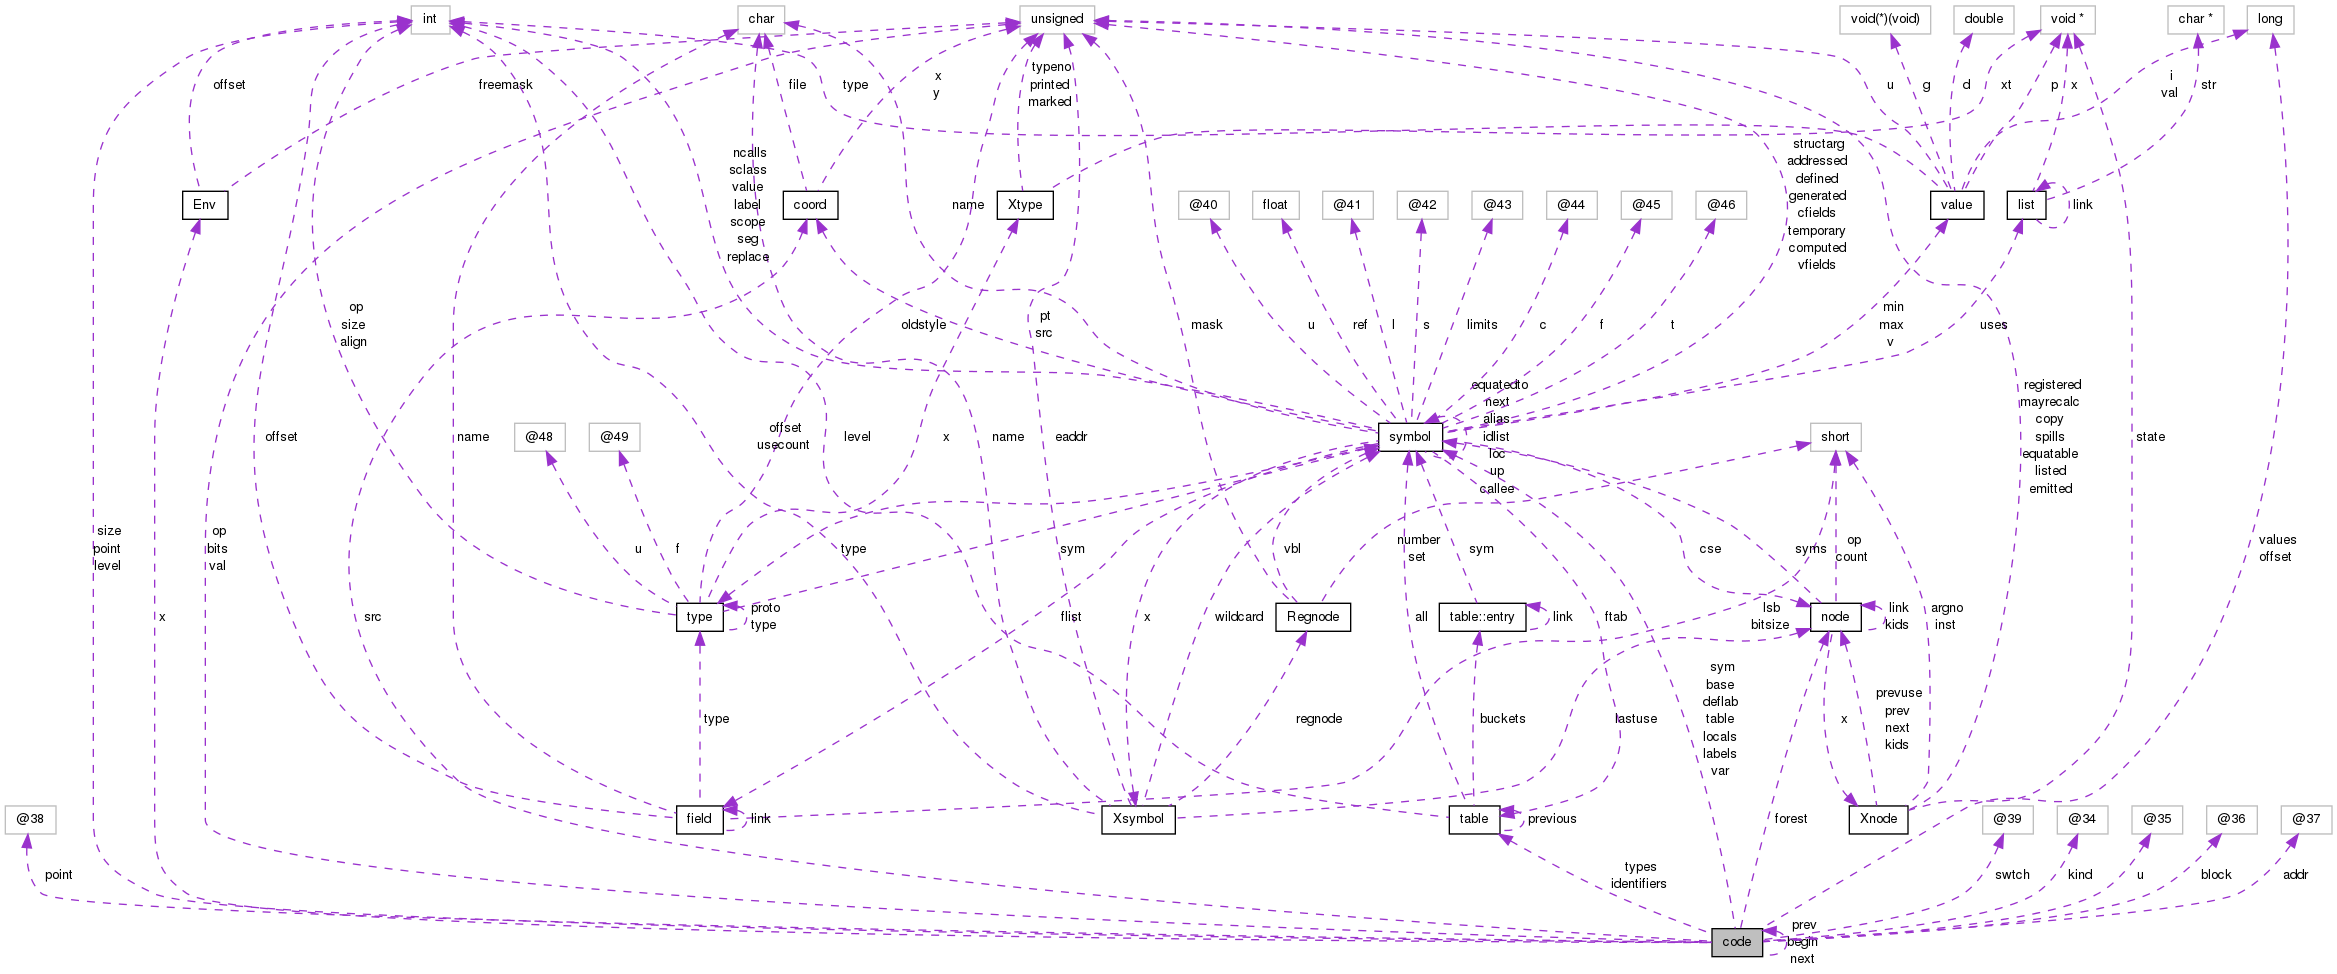 int
char
unsigned
void(*)(void)
double
void *
char *
long
offset
freemask
file
type
x
y
typeno
printed
marked
u
g
d
xt
p
x
i
val
str
ncalls
sclass
value
label
scope
seg
replace
structarg
addressed
defined
generated
cfields
temporary
computed
vfields
Env
coord
name
Xtype
@40
float
@41
@42
@43
@44
@45
@46
value
list
link
op
size
align
oldstyle
pt
src
mask
u
ref
l
s
limits
c
f
t
min
max
v
uses
equatedto
next
alias
idlist
loc
up
callee
registered
mayrecalc
copy
spills
equatable
listed
emitted
offset
name
@48
@49
offset
usecount
level
x
name
eaddr
symbol
short
state
size
point
level
op
bits
val
u
f
type
sym
vbl
number
set
sym
cse
syms
op
count
values
offset
x
src
type
proto
type
flist
x
wildcard
Regnode
all
table::entry
link
ftab
lsb
bitsize
node
link
kids
argno
inst
type
regnode
buckets
lastuse
sym
base
deflab
table
locals
labels
var
x
prevuse
prev
next
kids
@38
field
link
Xsymbol
table
previous
forest
Xnode
@39
@34
@35
@36
@37
point
types
identifiers
swtch
kind
u
block
addr
code
prev
begin
next